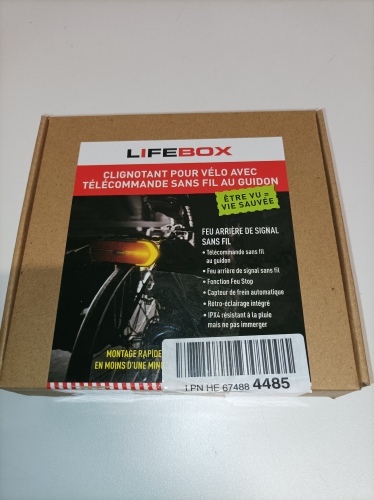 LIFEBOX
CLIGNOTANT POUR VÉLO AVEC
TÉLÉCOMMANDE SANS FIL AU GUIDON
ÊTRE VU =
VIE SAUVÉE
FEU ARRIÈRE DE SIGNAL
SANS FIL
• Télécommande sans fil
au guidon
• Feu arrière de signal sans fil
• Fonction Feu Stop
• Capteur de frein automatique
• Rétro-éclairage intégré
• IPX4 résistant à la pluie
mais ne pas immerger
MONTAGE RAPIDE
EN MOINS D'UNE MINU
LPN HE 67488 4485